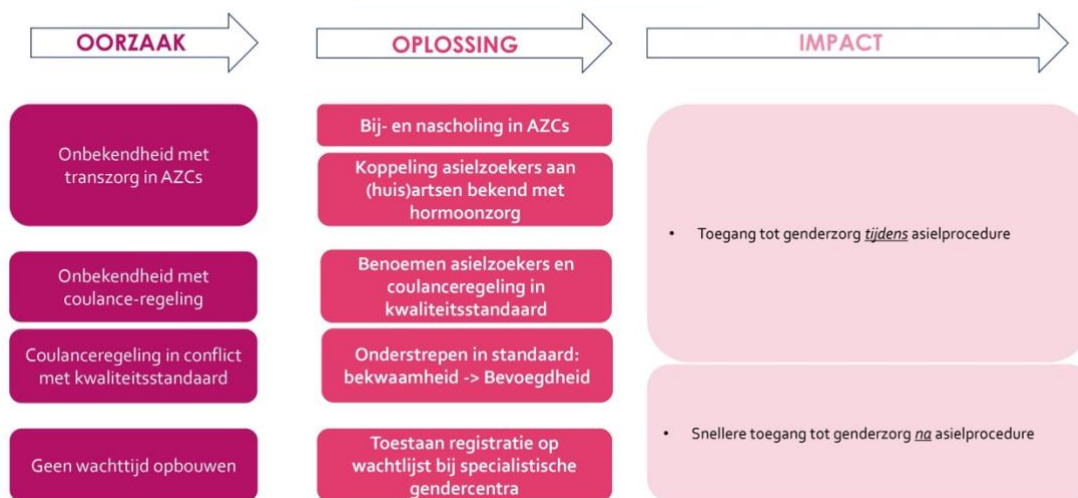 OORZAAK
OPLOSSING
IMPACT
Onbekendheid met
transzorg in AZCs
Bij- en nascholing in AZCs
Koppeling asielzoekers aan
(huis)artsen bekend met
hormoonzorg
• Toegang tot genderzorg tijdens asielprocedure
Onbekendheid met
coulance-regeling
Benoemen asielzoekers en
coulanceregeling in
kwaliteitsstandaard
Coulanceregeling in conflict
met kwaliteitsstandaard
Onderstrepen in standaard:
bekwaamheid -> Bevoegdheid
Geen wachttijd opbouwen
Toestaan registratie op
wachtlijst bij specialistische
gendercentra
• Snellere toegang tot genderzorg na asielprocedure